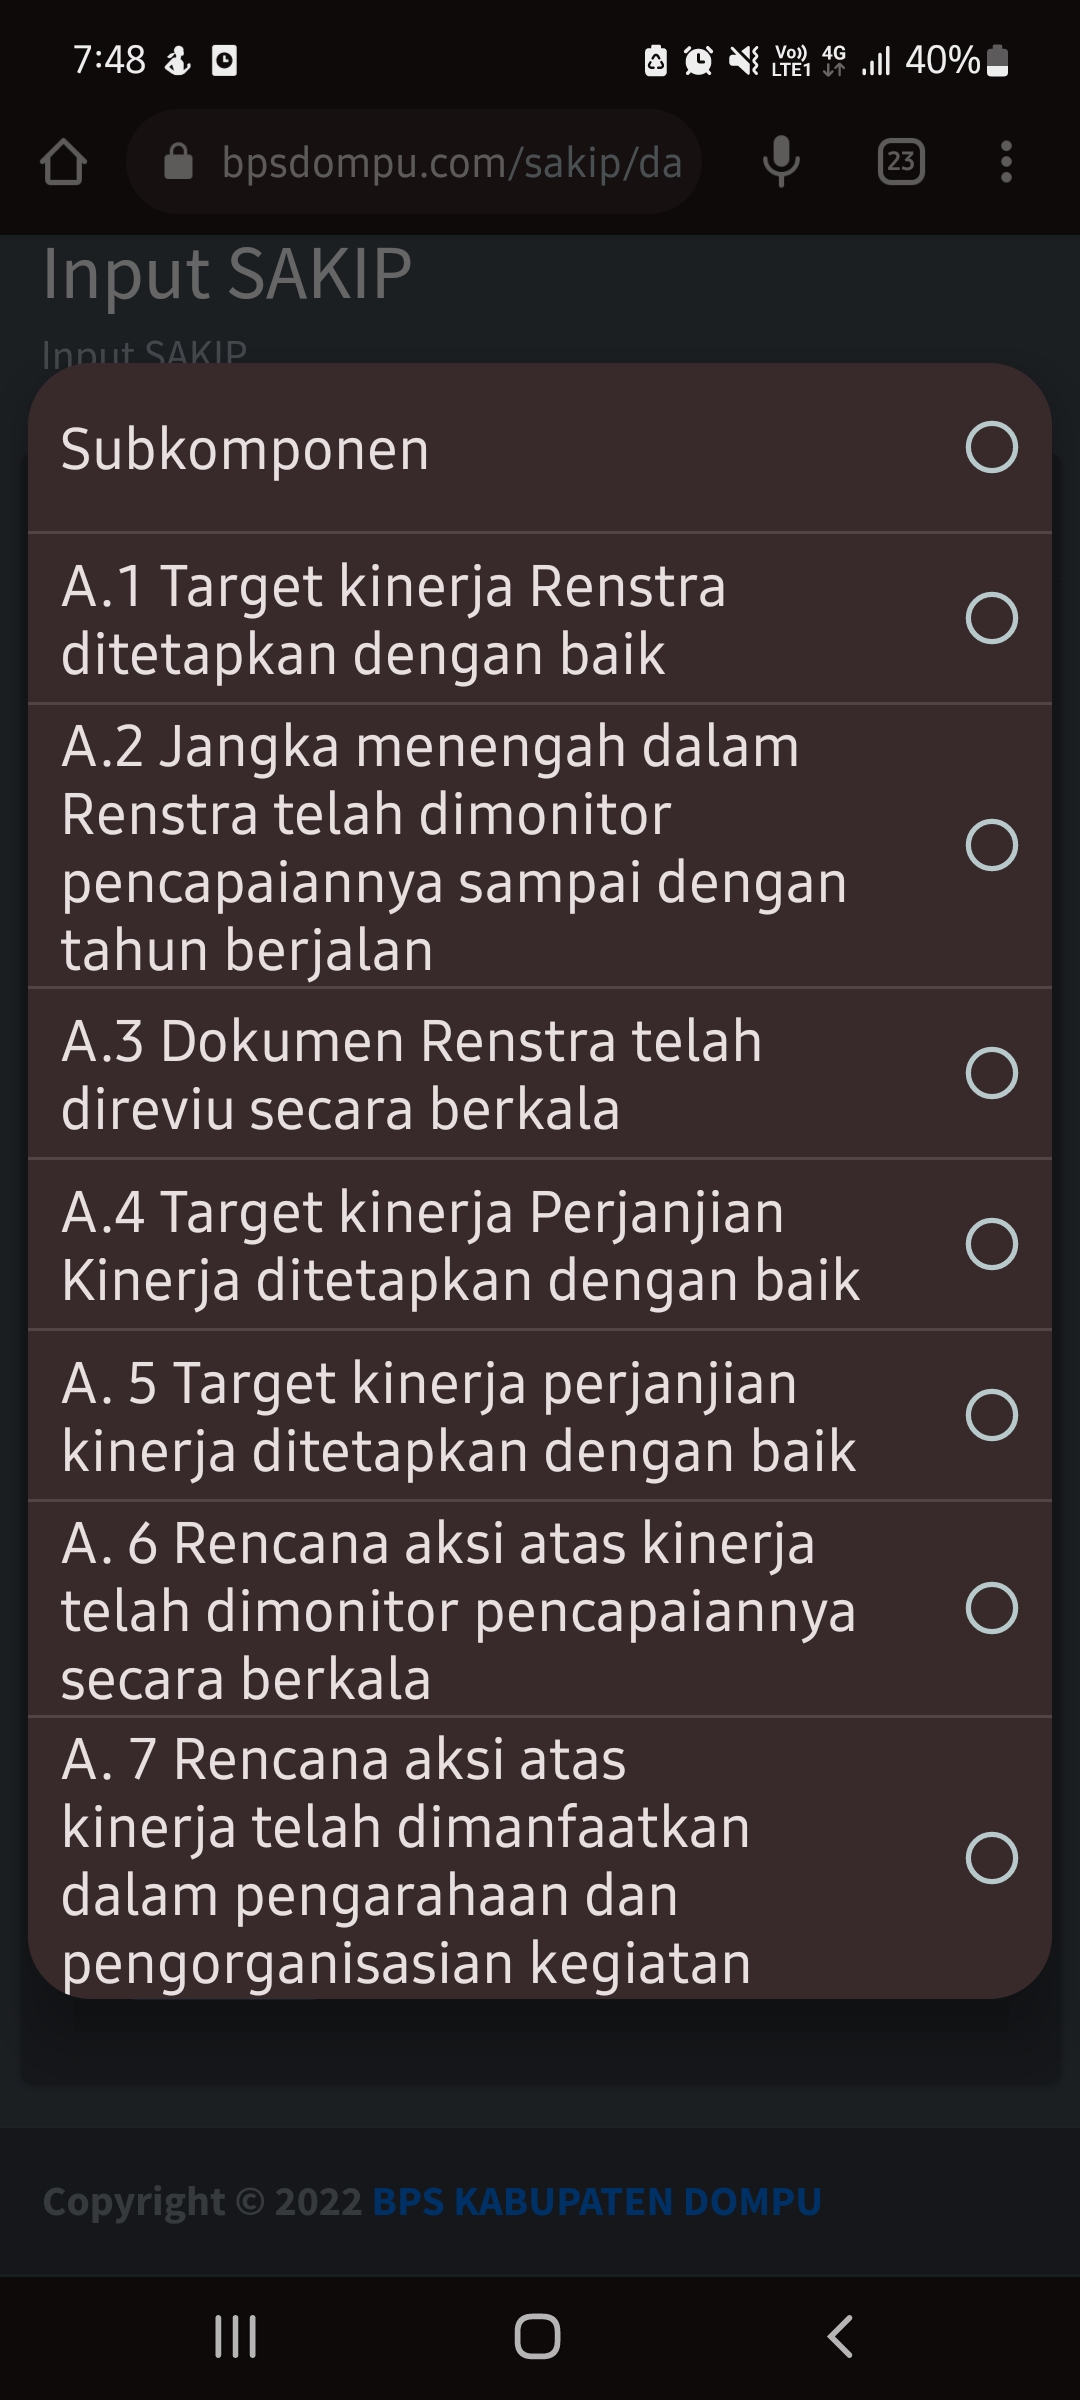 7:48
Vo)) LTE1 4G 40%
bpsdompu.com/sakip/da
23
Input SAKIP
Input SAKIP
Subkomponen
A.1 Target kinerja Renstra
ditetapkan dengan baik
A.2 Jangka menengah dalam
Renstra telah dimonitor
pencapaiannya sampai dengan
tahun berjalan
A.3 Dokumen Renstra telah
direviu secara berkala
A.4 Target kinerja Perjanjian
Kinerja ditetapkan dengan baik
A. 5 Target kinerja perjanjian
kinerja ditetapkan dengan baik
A. 6 Rencana aksi atas kinerja
telah dimonitor pencapaiannya
secara berkala
A. 7 Rencana aksi atas
kinerja telah dimanfaatkan
dalam pengarahaan dan
pengorganisasian kegiatan
Copyright © 2022 BPS KABUPATEN DOMPU